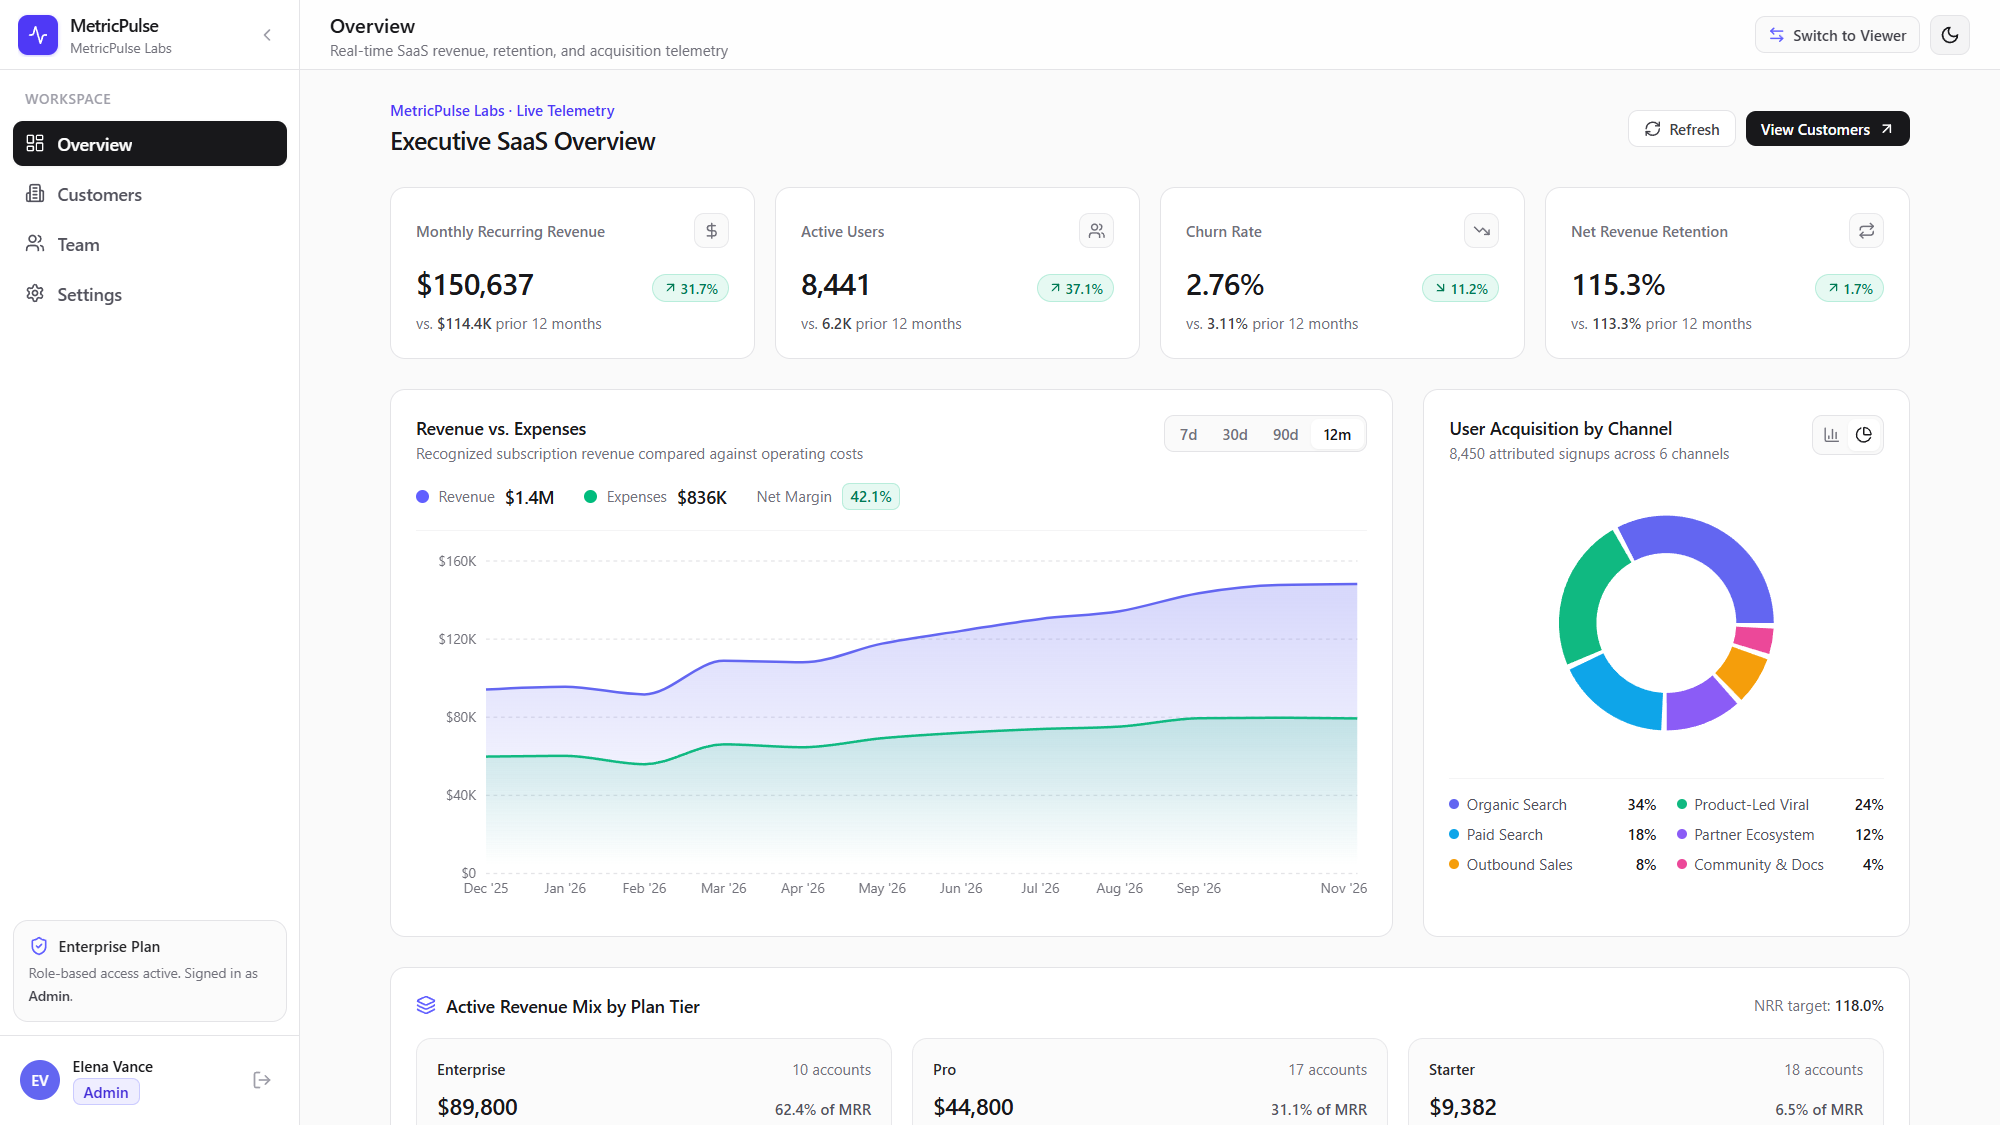 MetricPulse
MetricPulse Labs
WORKSPACE
Overview
Customers
Team
Settings
Enterprise Plan
Role-based access active. Signed in as
Admin.
EV
Elena Vance
Admin
Overview
Real-time SaaS revenue, retention, and acquisition telemetry
Switch to Viewer
MetricPulse Labs · Live Telemetry
Executive SaaS Overview
Refresh
View Customers
Monthly Recurring Revenue
$150,637
31.7%
vs. $114.4K prior 12 months
Active Users
8,441
37.1%
vs. 6.2K prior 12 months
Churn Rate
2.76%
11.2%
vs. 3.11% prior 12 months
Net Revenue Retention
115.3%
1.7%
vs. 113.3% prior 12 months
Revenue vs. Expenses
Recognized subscription revenue compared against operating costs
7d 30d 90d 12m
Revenue $1.4M Expenses $836K Net Margin 42.1%
$160K
$120K
$80K
$40K
$0
Dec '25 Jan '26 Feb '26 Mar '26 Apr '26 May '26 Jun '26 Jul '26 Aug '26 Sep '26 Nov '26
User Acquisition by Channel
8,450 attributed signups across 6 channels
Organic Search 34% Product-Led Viral 24%
Paid Search 18% Partner Ecosystem 12%
Outbound Sales 8% Community & Docs 4%
Active Revenue Mix by Plan Tier
NRR target: 118.0%
Enterprise 10 accounts
$89,800 62.4% of MRR
Pro 17 accounts
$44,800 31.1% of MRR
Starter 18 accounts
$9,382 6.5% of MRR